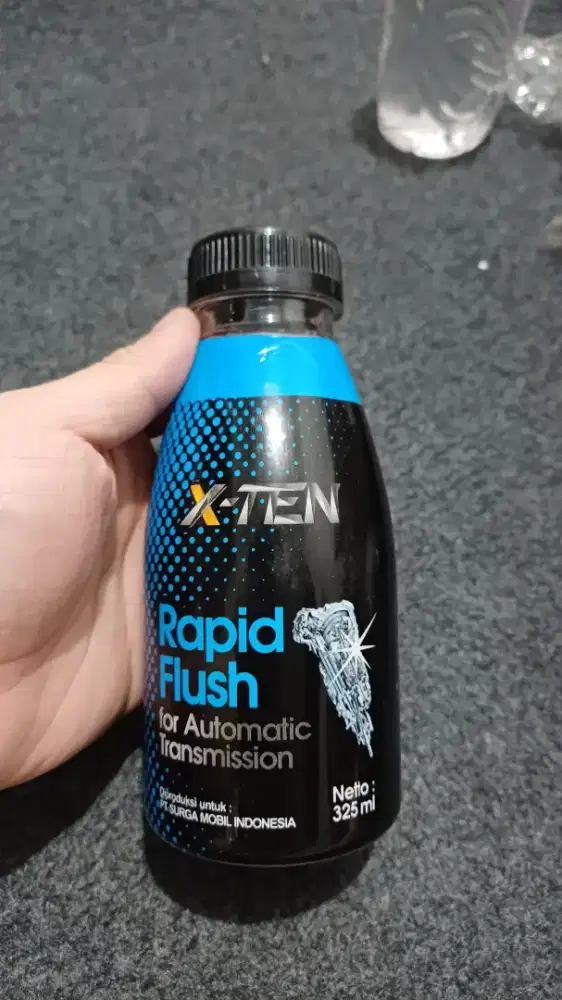 X-TEN
Rapid
Flush
for Automatic
Transmission
Diproduksi untuk :
PT SURGA MOBIL INDONESIA
Netto :
325 ml